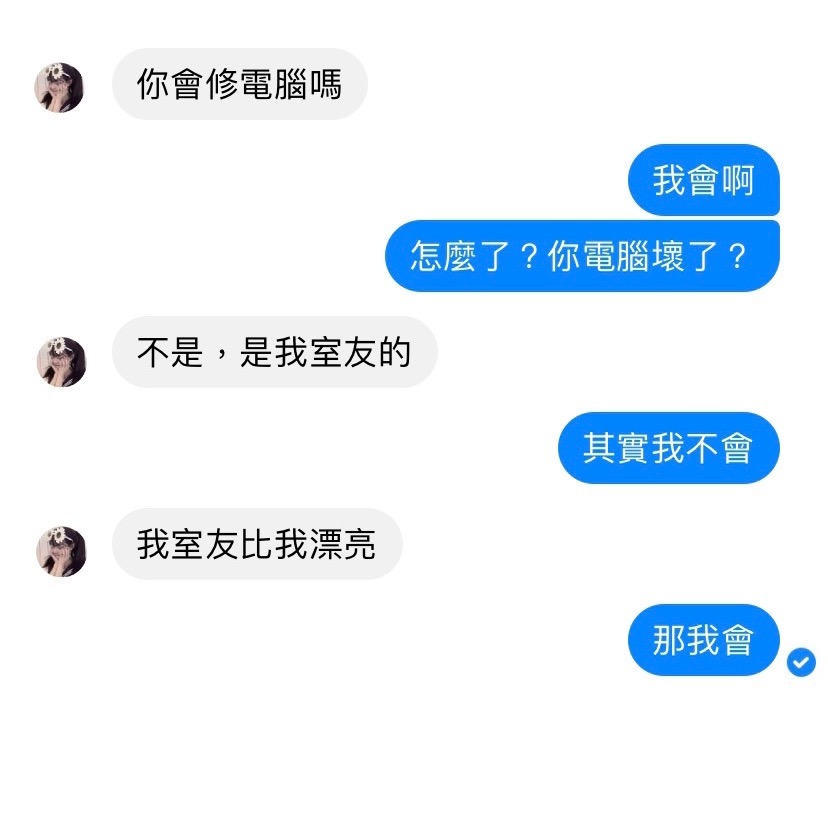 你會修電腦嗎
我會啊
怎麼了？你電腦壞了？
不是，是我室友的
其實我不會
我室友比我漂亮
那我會